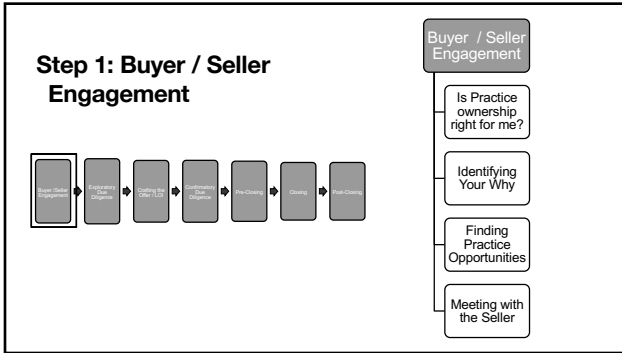 Step 1: Buyer / Seller
Engagement
Buyer /Seller
Engagement
Exploratory
Due
Diligence
Crafting the
Offer / LOI
Confirmatory
Due
Diligence
Pre-Closing
Closing
Post-Closing
Buyer / Seller
Engagement
Is Practice
ownership
right for me?
Identifying
Your Why
Finding
Practice
Opportunities
Meeting with
the Seller